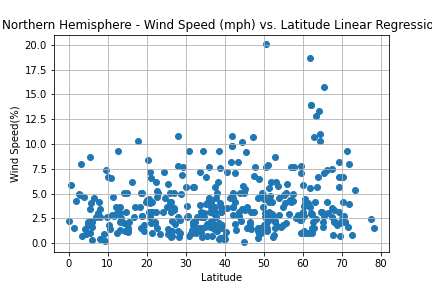 Northern Hemisphere - Wind Speed (mph) vs. Latitude Linear Regressio
20.0
17.5
15.0
12.5
10.0
7.5
5.0
2.5
0.0
Wind Speed(%)
0 10 20 30 40 50 60 70 80
Latitude